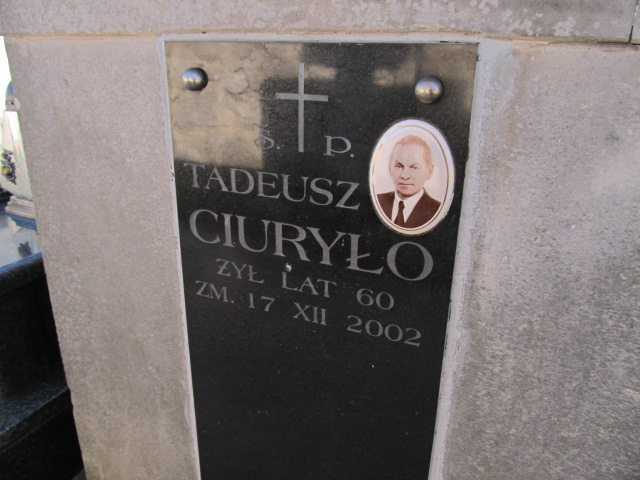 Ś. P.
TADEUSZ
CIURYŁO
ŻYŁ LAT 60
ZM. 17 XII 2002